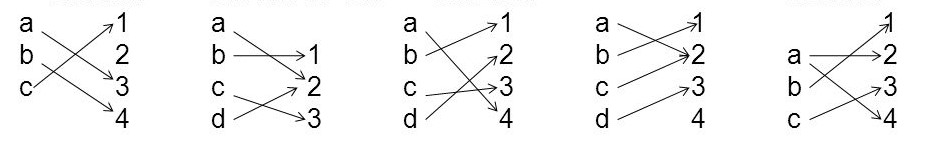 a 1 a a 1 a 1 1
b 2 b 1 b 2 b 2 a 2
c 3 c 2 c 3 c 3 b 3
4 d 3 d 4 d 4 c 4